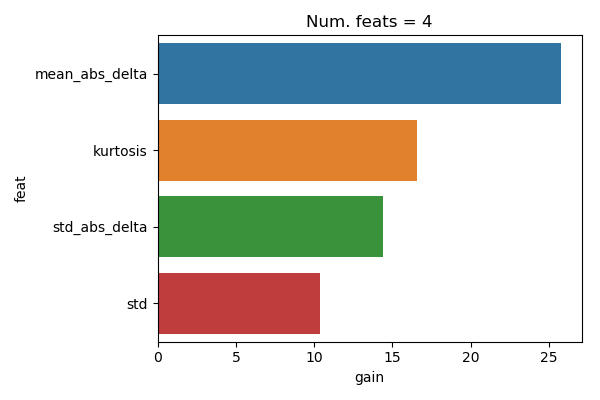 Num. feats = 4
feat
mean_abs_delta
kurtosis
std_abs_delta
std
0 5 10 15 20 25
gain